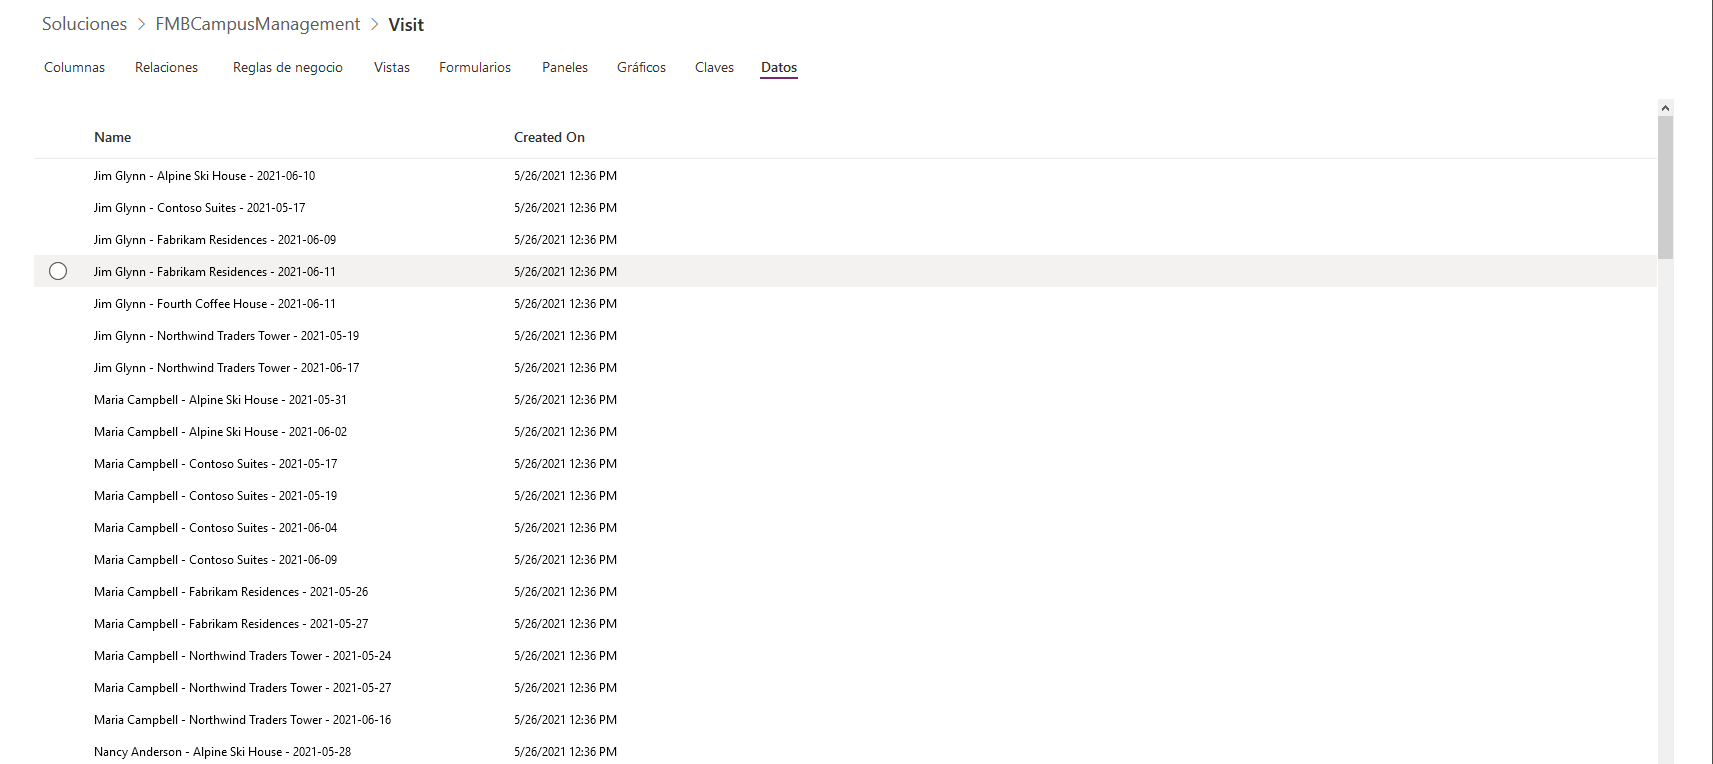 Soluciones > FMBCampusManagement > Visit
Columnas Relaciones Reglas de negocio Vistas Formularios Paneles Gráficos Claves Datos
Name Created On
Jim Glynn - Alpine Ski House - 2021-06-10 5/26/2021 12:36 PM
Jim Glynn - Contoso Suites - 2021-05-17 5/26/2021 12:36 PM
Jim Glynn - Fabrikam Residences - 2021-06-09 5/26/2021 12:36 PM
Jim Glynn - Fabrikam Residences - 2021-06-11 5/26/2021 12:36 PM
Jim Glynn - Fourth Coffee House - 2021-06-11 5/26/2021 12:36 PM
Jim Glynn - Northwind Traders Tower - 2021-05-19 5/26/2021 12:36 PM
Jim Glynn - Northwind Traders Tower - 2021-06-17 5/26/2021 12:36 PM
Maria Campbell - Alpine Ski House - 2021-05-31 5/26/2021 12:36 PM
Maria Campbell - Alpine Ski House - 2021-06-02 5/26/2021 12:36 PM
Maria Campbell - Contoso Suites - 2021-05-17 5/26/2021 12:36 PM
Maria Campbell - Contoso Suites - 2021-05-19 5/26/2021 12:36 PM
Maria Campbell - Contoso Suites - 2021-06-04 5/26/2021 12:36 PM
Maria Campbell - Contoso Suites - 2021-06-09 5/26/2021 12:36 PM
Maria Campbell - Fabrikam Residences - 2021-05-26 5/26/2021 12:36 PM
Maria Campbell - Fabrikam Residences - 2021-05-27 5/26/2021 12:36 PM
Maria Campbell - Northwind Traders Tower - 2021-05-24 5/26/2021 12:36 PM
Maria Campbell - Northwind Traders Tower - 2021-05-27 5/26/2021 12:36 PM
Maria Campbell - Northwind Traders Tower - 2021-06-16 5/26/2021 12:36 PM
Nancy Anderson - Alpine Ski House - 2021-05-28 5/26/2021 12:36 PM